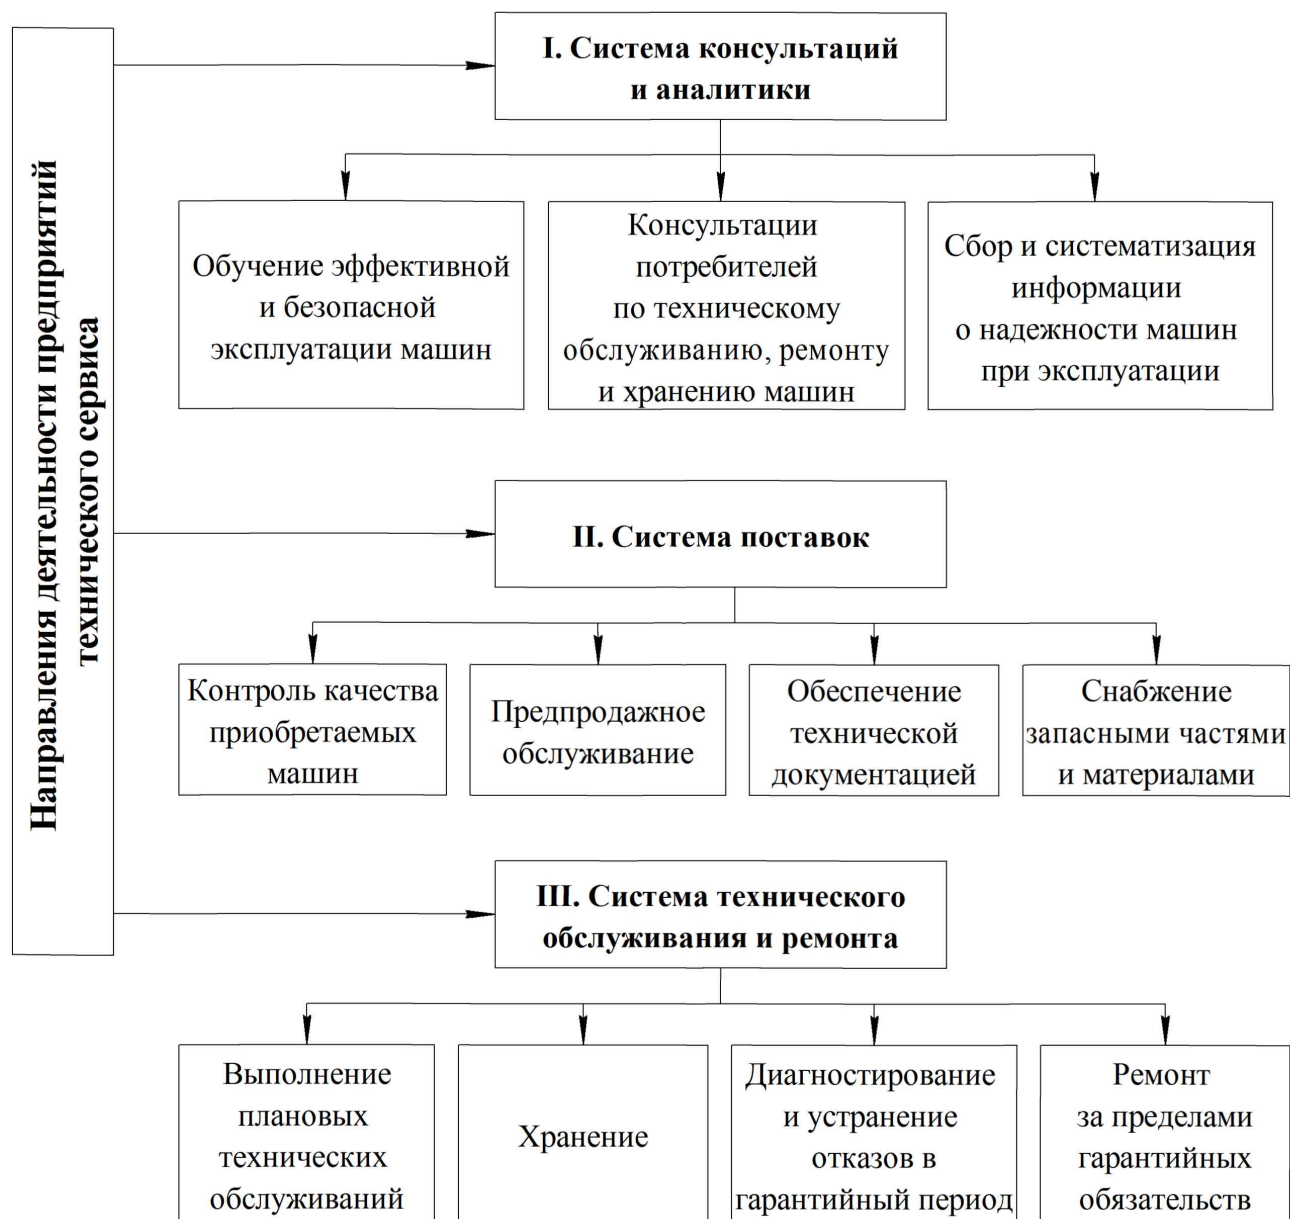 Направления деятельности предприятий
технического сервиса
I. Система консультаций
и аналитики
Обучение эффективной
и безопасной
эксплуатации машин
Консультации
потребителей
по техническому
обслуживанию, ремонту
и хранению машин
Сбор и систематизация
информации
о надежности машин
при эксплуатации
II. Система поставок
Контроль качества
приобретаемых
машин
Предпродажное
обслуживание
Обеспечение
технической
документацией
Снабжение
запасными частями
и материалами
III. Система технического
обслуживания и ремонта
Выполнение
плановых
технических
обслуживаний
Хранение
Диагностирование
и устранение
отказов в
гарантийный период
Ремонт
за пределами
гарантийных
обязательств